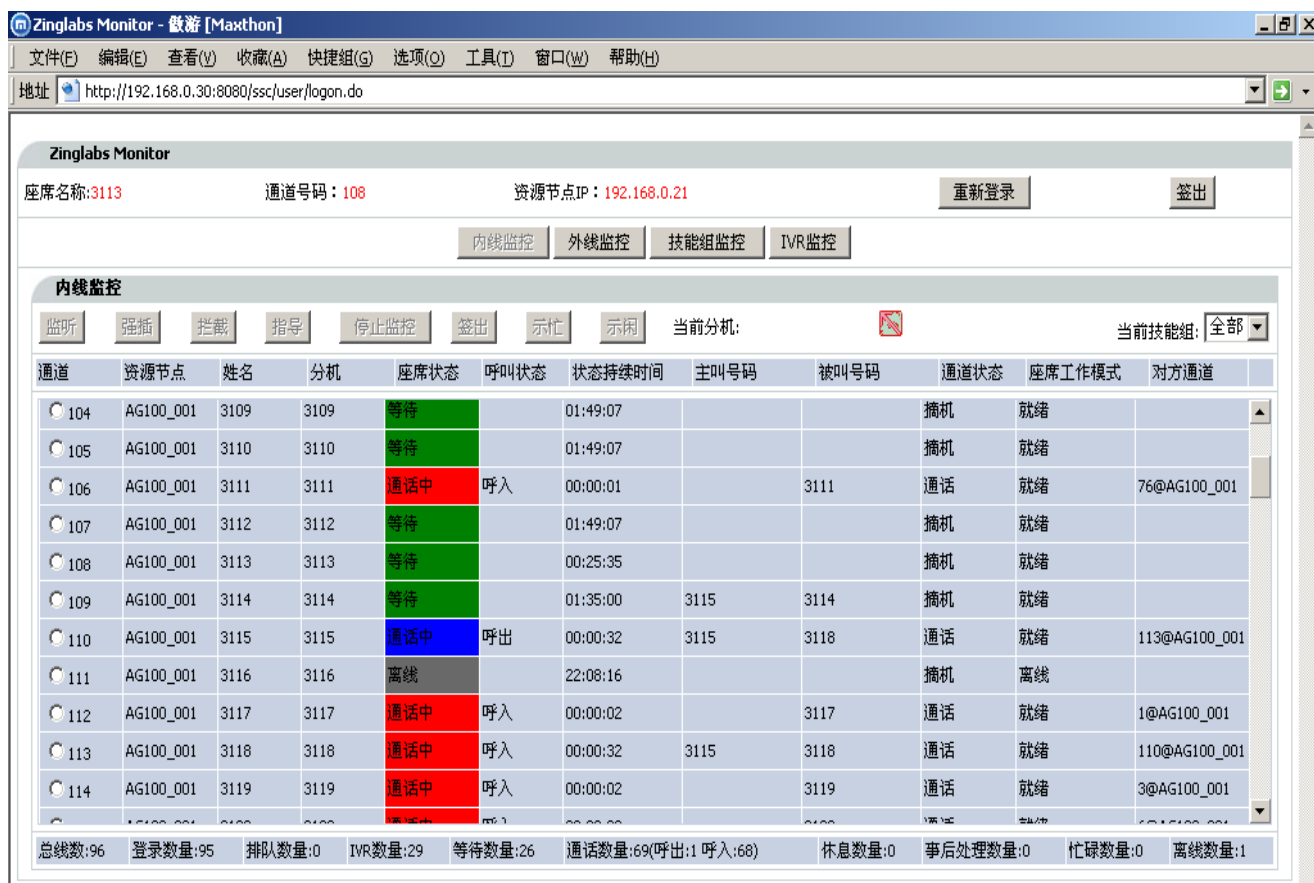 Zinglabs Monitor - 傲游 [Maxthon]
文件(F) 编辑(E) 查看(V) 收藏(A) 快捷组(G) 选项(O) 工具(T) 窗口(W) 帮助(H)
地址 http://192.168.0.30:8080/ssc/user/logon.do
Zinglabs Monitor
座席名称:3113 通道号码：108 资源节点IP：192.168.0.21 重新登录 签出
内线监控 外线监控 技能组监控 IVR监控
内线监控
监听 强插 拦截 指导 停止监控 签出 示忙 示闲 当前分机: 当前技能组: 全部
通道 资源节点 姓名 分机 座席状态 呼叫状态 状态持续时间 主叫号码 被叫号码 通道状态 座席工作模式 对方通道
104 AG100_001 3109 3109 等待 01:49:07 摘机 就绪
105 AG100_001 3110 3110 等待 01:49:07 摘机 就绪
106 AG100_001 3111 3111 通话中 呼入 00:00:01 3111 通话 就绪 76@AG100_001
107 AG100_001 3112 3112 等待 01:49:07 摘机 就绪
108 AG100_001 3113 3113 等待 00:25:35 摘机 就绪
109 AG100_001 3114 3114 等待 01:35:00 3115 3114 摘机 就绪
110 AG100_001 3115 3115 通话中 呼出 00:00:32 3115 3118 通话 就绪 113@AG100_001
111 AG100_001 3116 3116 离线 22:08:16 摘机 离线
112 AG100_001 3117 3117 通话中 呼入 00:00:02 3117 通话 就绪 1@AG100_001
113 AG100_001 3118 3118 通话中 呼入 00:00:32 3115 3118 通话 就绪 110@AG100_001
114 AG100_001 3119 3119 通话中 呼入 00:00:02 3119 通话 就绪 3@AG100_001
总线数:96 登录数量:95 排队数量:0 IVR数量:29 等待数量:26 通话数量:69(呼出:1 呼入:68) 休息数量:0 事后处理数量:0 忙碌数量:0 离线数量:1